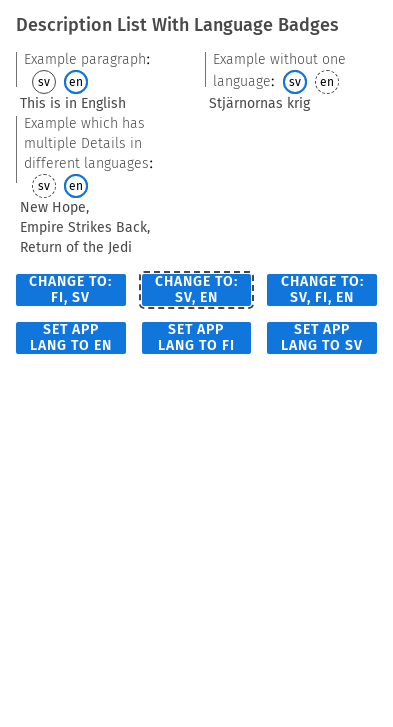 Description List With Language Badges
Example paragraph:
sv en
This is in English
Example which has
multiple Details in
different languages:
sv en
New Hope,
Empire Strikes Back,
Return of the Jedi
Example without one
language: sv en
Stjärnornas krig
CHANGE TO:
FI, SV
CHANGE TO:
SV, EN
CHANGE TO:
SV, FI, EN
SET APP
LANG TO EN
SET APP
LANG TO FI
SET APP
LANG TO SV